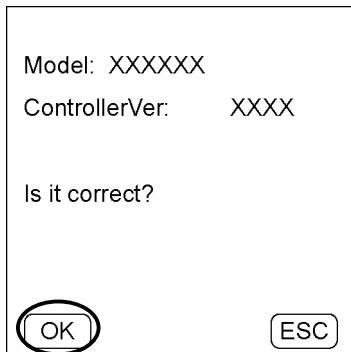 Model: XXXXXX
ControllerVer: XXXX
Is it correct?
OK ESC